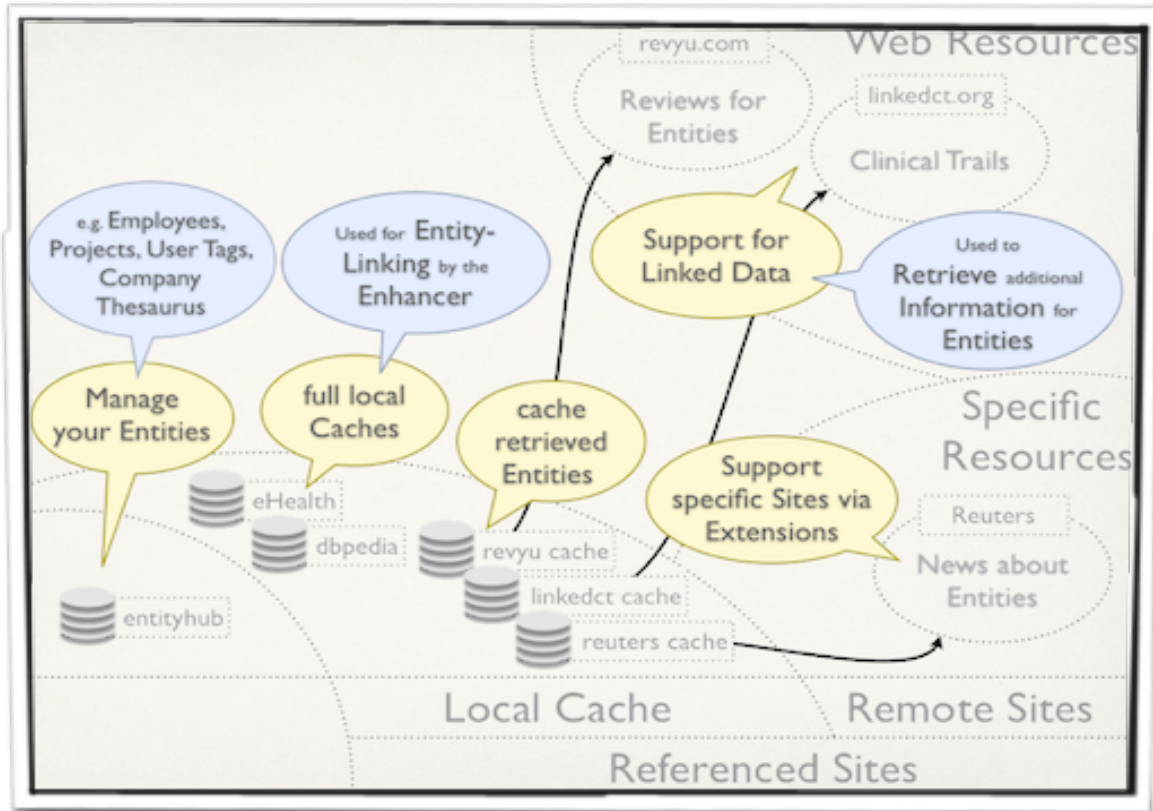 revyu.com
Web Resources
Reviews for
Entities
linkedct.org
Clinical Trails
e.g. Employees,
Projects, User Tags,
Company
Thesaurus
Used for Entity-
Linking by the
Enhancer
Support for
Linked Data
Used to
Retrieve additional
Information for
Entities
Manage
your Entities
full local
Caches
cache
retrieved
Entities
Specific
Resources
Support
specific Sites via
Extensions
Reuters
News about
Entities
eHealth
dbpedia
revyu cache
linkedct cache
reuters cache
entityhub
Local Cache
Remote Sites
Referenced Sites